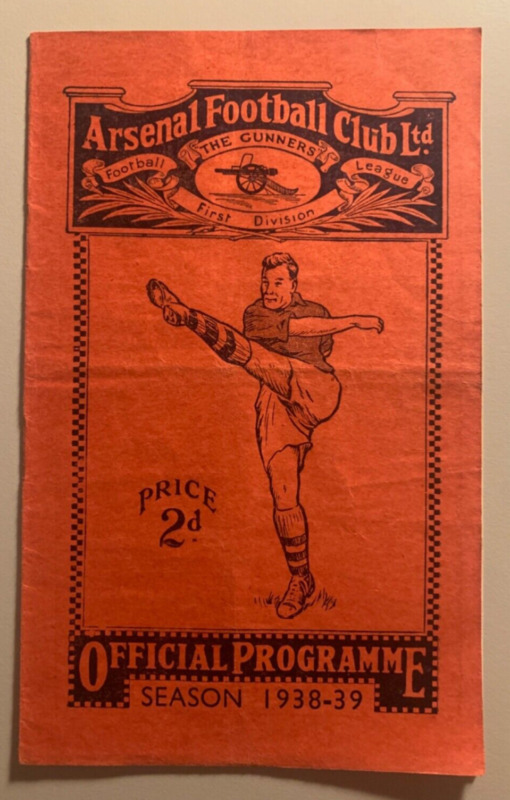 Arsenal Football Club Ltd.
THE GUNNERS
Football League
First Division
PRICE
2d.
OFFICIAL PROGRAMME
SEASON 1938-39